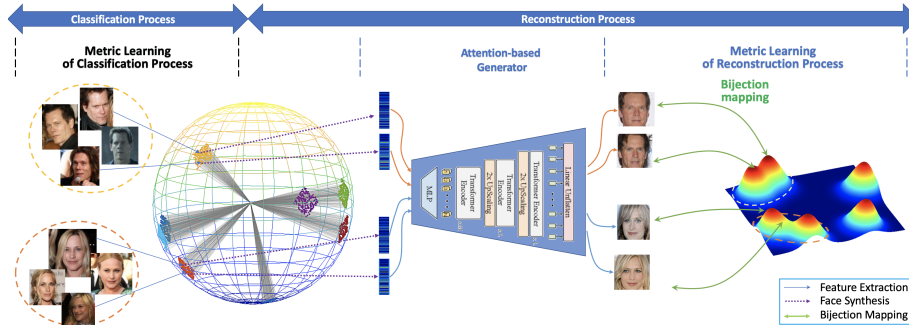 Classification Process
Reconstruction Process
Metric Learning
of Classification Process
Attention-based
Generator
Metric Learning
of Reconstruction Process
Bijection
mapping
MLP
Transformer
Encoder
2x UpScaling
Transformer
Encoder
2x UpScaling
Transformer Encoder
Linear Unflatten
Feature Extraction
Face Synthesis
Bijection Mapping